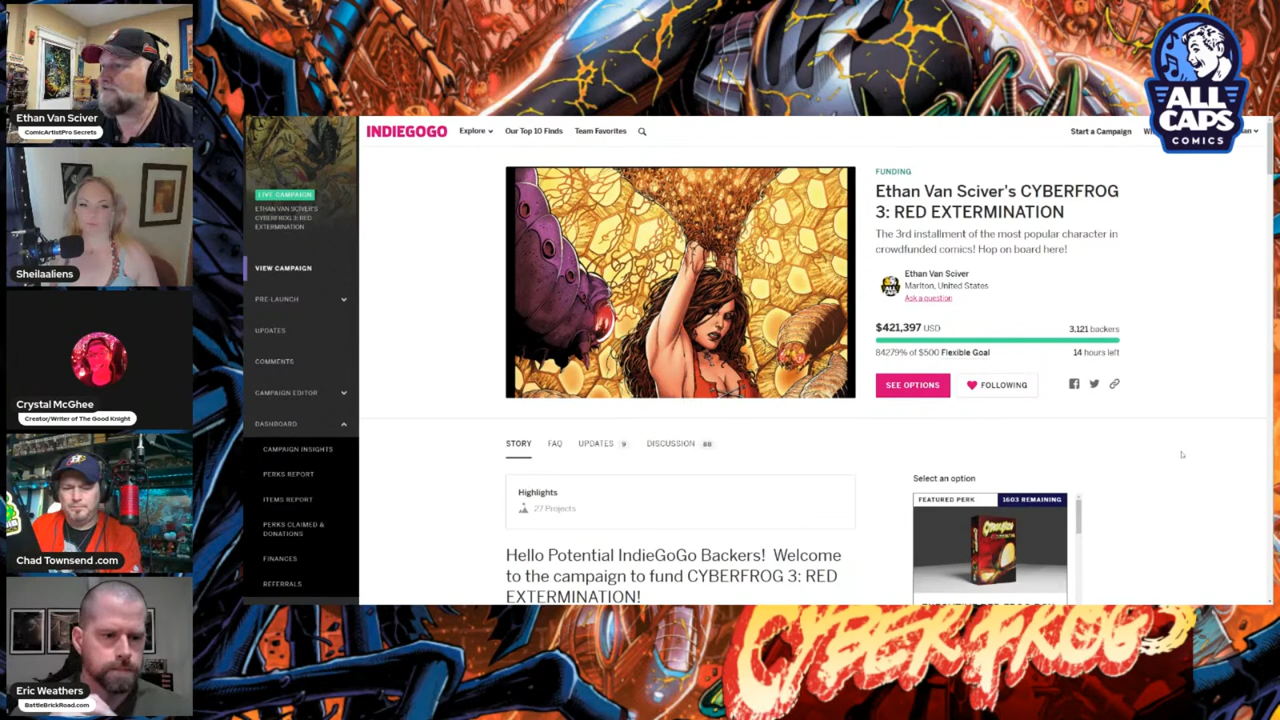 Ethan Van Sciver
ComicArtistPro Secrets
Sheilaaliens
Crystal McGhee
Creator/Writer of The Good Knight
Chad Townsend .com
Eric Weathers
BattleBrickRoad.com
ALL
CAPS
COMICS
INDIEGOGO
Explore
Our Top 10 Finds
Team Favorites
Start a Campaign
LIVE CAMPAIGN
ETHAN VAN SCIVER'S
CYBERFROG 3: RED
EXTERMINATION
VIEW CAMPAIGN
PRE-LAUNCH
UPDATES
COMMENTS
CAMPAIGN EDITOR
DASHBOARD
CAMPAIGN INSIGHTS
PERKS REPORT
ITEMS REPORT
PERKS CLAIMED &
DONATIONS
FINANCES
REFERRALS
FUNDING
Ethan Van Sciver's CYBERFROG
3: RED EXTERMINATION
The 3rd installment of the most popular character in
crowdfunded comics! Hop on board here!
Ethan Van Sciver
Marlton, United States
Ask a question
$421,397 USD
3,121 backers
84279% of $500 Flexible Goal
14 hours left
SEE OPTIONS
FOLLOWING
STORY FAQ UPDATES 9 DISCUSSION 88
Highlights
27 Projects
Hello Potential IndieGoGo Backers! Welcome
to the campaign to fund CYBERFROG 3: RED
EXTERMINATION!
Select an option
FEATURED PERK 1603 REMAINING
CYBERFROG
CYBERFROG